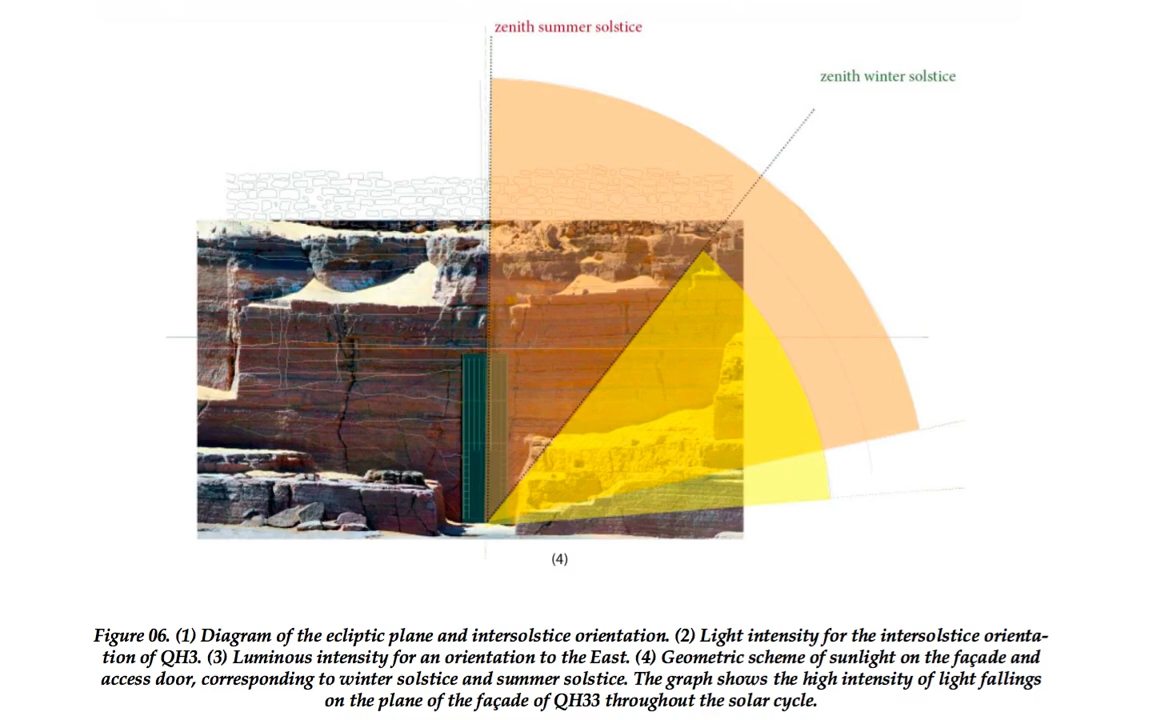 zenith summer solstice
zenith winter solstice
(4)
Figure 06. (1) Diagram of the ecliptic plane and intersolstice orientation. (2) Light intensity for the intersolstice orienta-
tion of QH3. (3) Luminous intensity for an orientation to the East. (4) Geometric scheme of sunlight on the façade and
access door, corresponding to winter solstice and summer solstice. The graph shows the high intensity of light fallings
on the plane of the façade of QH33 throughout the solar cycle.